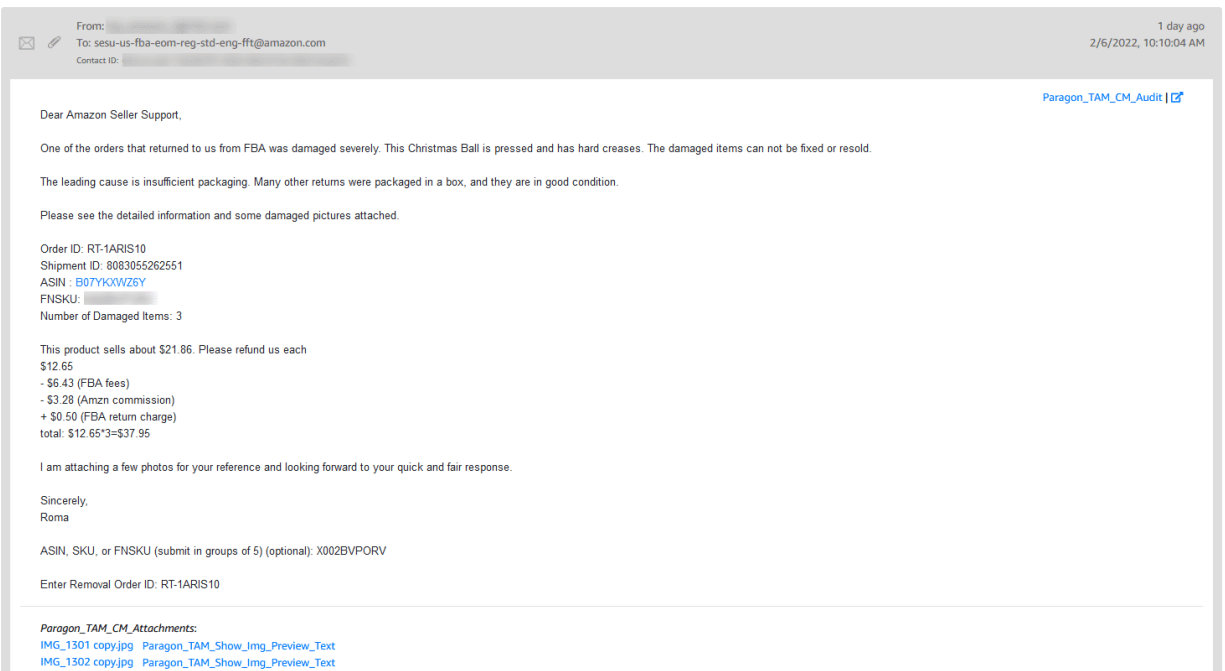 From:
1 day ago
To: sesu-us-fba-eom-reg-std-eng-fft@amazon.com
2/6/2022, 10:10:04 AM
Contact ID:
Paragon_TAM_CM_Audit |
Dear Amazon Seller Support,
One of the orders that returned to us from FBA was damaged severely. This Christmas Ball is pressed and has hard creases. The damaged items can not be fixed or resold.
The leading cause is insufficient packaging. Many other returns were packaged in a box, and they are in good condition.
Please see the detailed information and some damaged pictures attached.
Order ID: RT-1ARIS10
Shipment ID: 8083055262551
ASIN : B07YKXWZ6Y
FNSKU:
Number of Damaged Items: 3
This product sells about $21.86. Please refund us each
$12.65
- $6.43 (FBA fees)
- $3.28 (Amzn commission)
+ $0.50 (FBA return charge)
total: $12.65*3=$37.95
I am attaching a few photos for your reference and looking forward to your quick and fair response.
Sincerely,
Roma
ASIN, SKU, or FNSKU (submit in groups of 5) (optional): X002BVPORV
Enter Removal Order ID: RT-1ARIS10
Paragon_TAM_CM_Attachments:
IMG_1301 copy.jpg Paragon_TAM_Show_Img_Preview_Text
IMG_1302 copy.jpg Paragon_TAM_Show_Img_Preview_Text